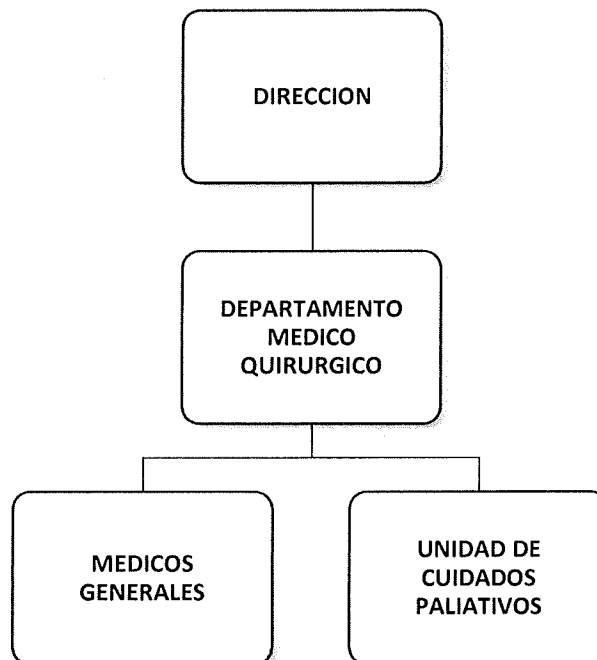 DIRECCION
DEPARTAMENTO
MEDICO
QUIRURGICO
MEDICOS
GENERALES
UNIDAD DE
CUIDADOS
PALIATIVOS